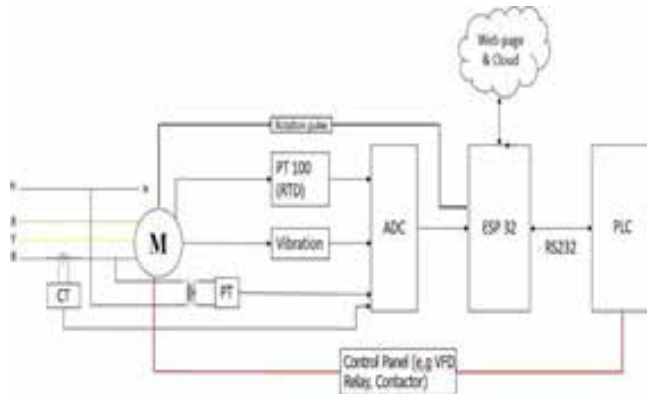 Web page
& Cloud
Rotation pulse
PT 100
(RTD)
N
R
Y
B
M
Vibration
ADC
ESP 32
RS232
PLC
CT
PT
Control Panel (e,g VFD
Relay, Contactor)